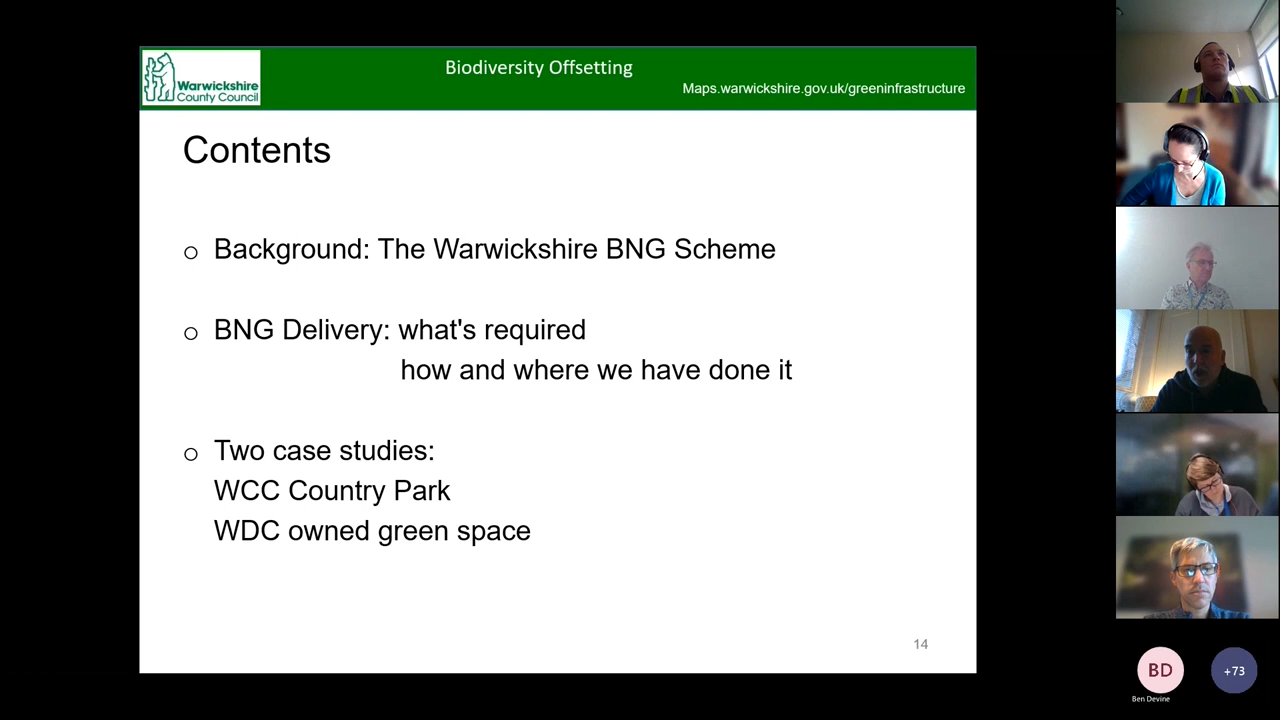 Warwickshire
County Council
Biodiversity Offsetting
Maps.warwickshire.gov.uk/greeninfrastructure
Contents
o Background: The Warwickshire BNG Scheme
o BNG Delivery: what's required
how and where we have done it
o Two case studies:
WCC Country Park
WDC owned green space
14
BD
+73
Ben Devine